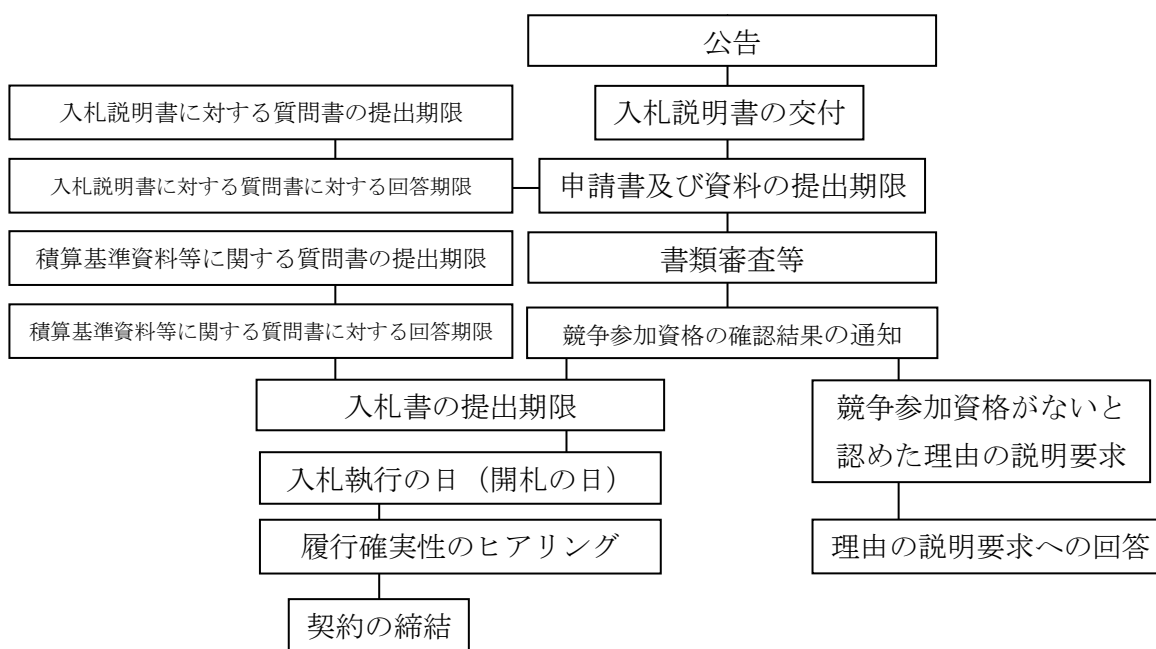 公告
入札説明書に対する質問書の提出期限
入札説明書の交付
入札説明書に対する質問書に対する回答期限
申請書及び資料の提出期限
積算基準資料等に関する質問書の提出期限
書類審査等
積算基準資料等に関する質問書に対する回答期限
競争参加資格の確認結果の通知
入札書の提出期限
競争参加資格がないと
認めた理由の説明要求
入札執行の日（開札の日）
履行確実性のヒアリング
理由の説明要求への回答
契約の締結